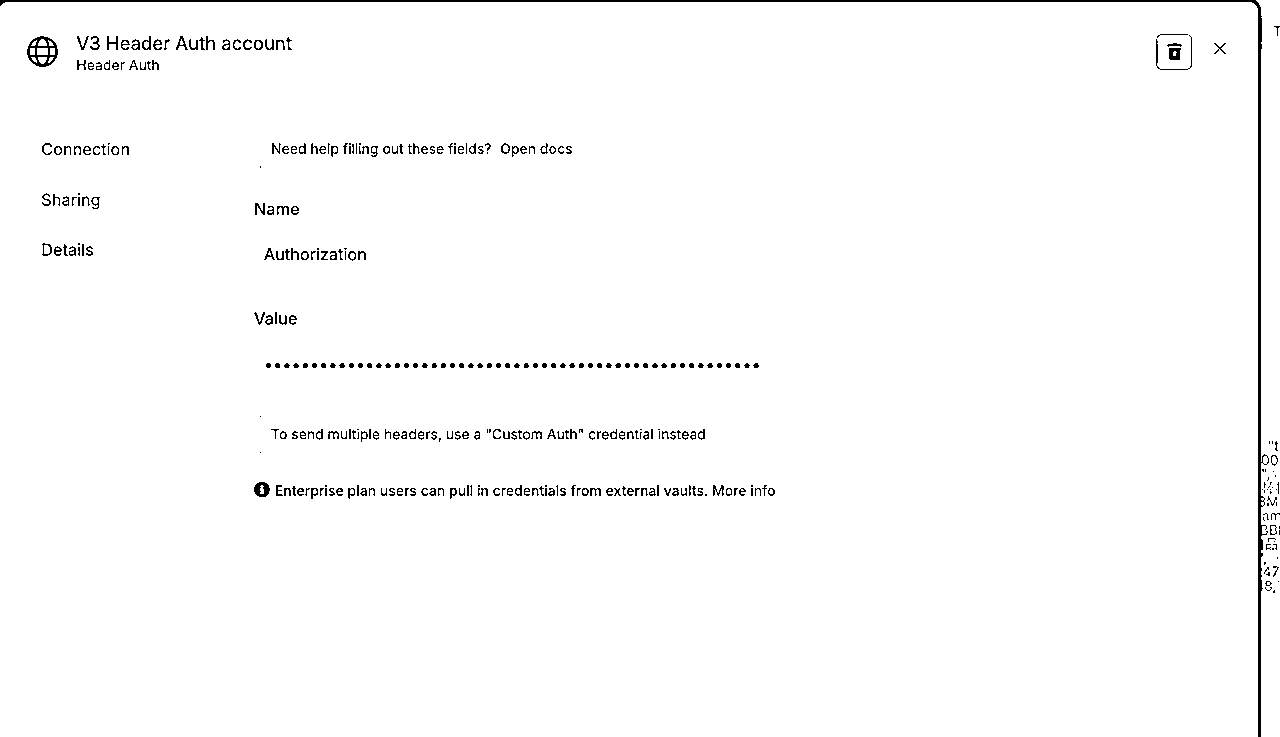 V3 Header Auth account
Header Auth
Connection
Sharing
Details
Need help filling out these fields? Open docs
Name
Authorization
Value
To send multiple headers, use a "Custom Auth" credential instead
Enterprise plan users can pull in credentials from external vaults. More info